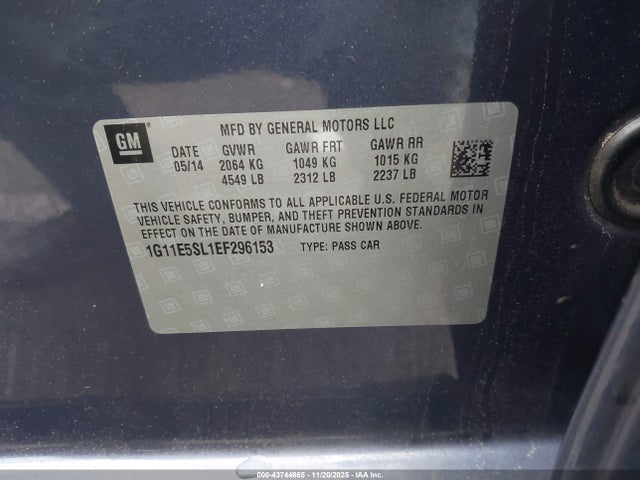 GM
MFD BY GENERAL MOTORS LLC
DATE GVWR GAWR FRT GAWR RR
05/14 2064 KG 1049 KG 1015 KG
4549 LB 2312 LB 2237 LB
THIS VEHICLE CONFORMS TO ALL APPLICABLE U.S. FEDERAL MOTOR
VEHICLE SAFETY, BUMPER, AND THEFT PREVENTION STANDARDS IN
EFFECT ON THE DATE OF MANUFACTURE SHOWN ABOVE.
1G11E5SL1EF296153 TYPE: PASS CAR
000-43744665 - 11/20/2025 - IAAI.COM